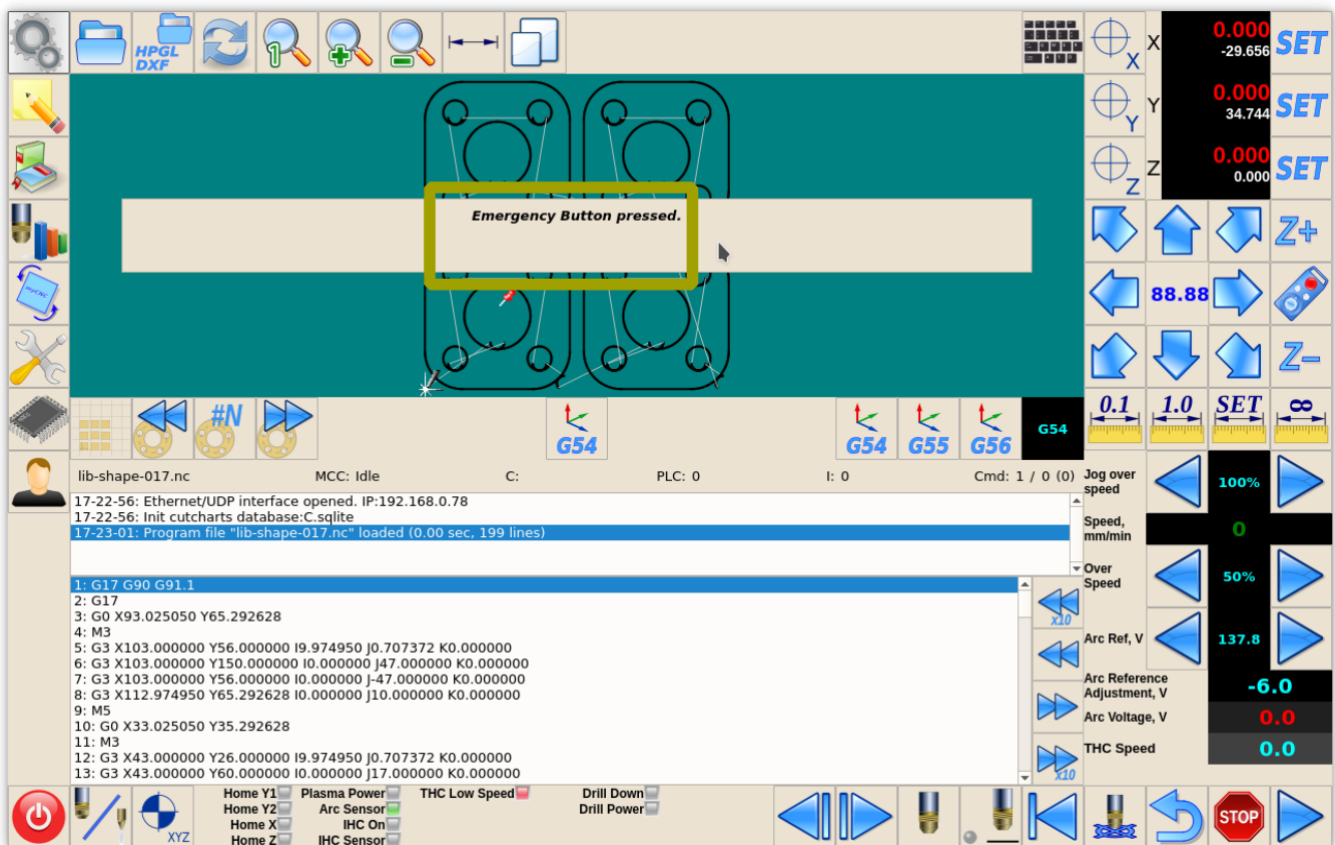 HPGL
DXF
1
X
X
0.000
-29.656
SET
Y
Y
0.000
34.744
SET
Z
Z
0.000
0.000
SET
Emergency Button pressed.
Z+
88.88
Z-
myCNC
#N
G54
G54
G55
G56
G54
0.1
1.0
SET
∞
lib-shape-017.nc MCC: Idle C: PLC: 0 I: 0 Cmd: 1 / 0 (0)
17-22-56: Ethernet/UDP interface opened. IP:192.168.0.78
17-22-56: Init cutcharts database:C.sqlite
17-23-01: Program file "lib-shape-017.nc" loaded (0.00 sec, 199 lines)
1: G17 G90 G91.1
2: G17
3: G0 X93.025050 Y65.292628
4: M3
5: G3 X103.000000 Y56.000000 I9.974950 J0.707372 K0.000000
6: G3 X103.000000 Y150.000000 I0.000000 J47.000000 K0.000000
7: G3 X103.000000 Y56.000000 I0.000000 J-47.000000 K0.000000
8: G3 X112.974950 Y65.292628 I0.000000 J10.000000 K0.000000
9: M5
10: G0 X33.025050 Y35.292628
11: M3
12: G3 X43.000000 Y26.000000 I9.974950 J0.707372 K0.000000
13: G3 X43.000000 Y60.000000 I0.000000 J17.000000 K0.000000
x10
x10
Jog over
speed
100%
Speed,
mm/min
0
Over
Speed
50%
Arc Ref, V
137.8
Arc Reference
Adjustment, V
-6.0
Arc Voltage, V
0.0
THC Speed
0.0
XYZ
Home Y1
Home Y2
Home X
Home Z
Plasma Power
Arc Sensor
IHC On
IHC Sensor
THC Low Speed
Drill Down
Drill Power
STOP